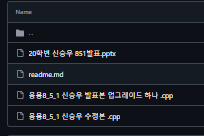 Name
..
20학번 신승우 851발표.pptx
readme.md
응용8_5_1 신승우 발표본 업그레이드 하나 .cpp
응용8_5_1 신승우 수정본 .cpp